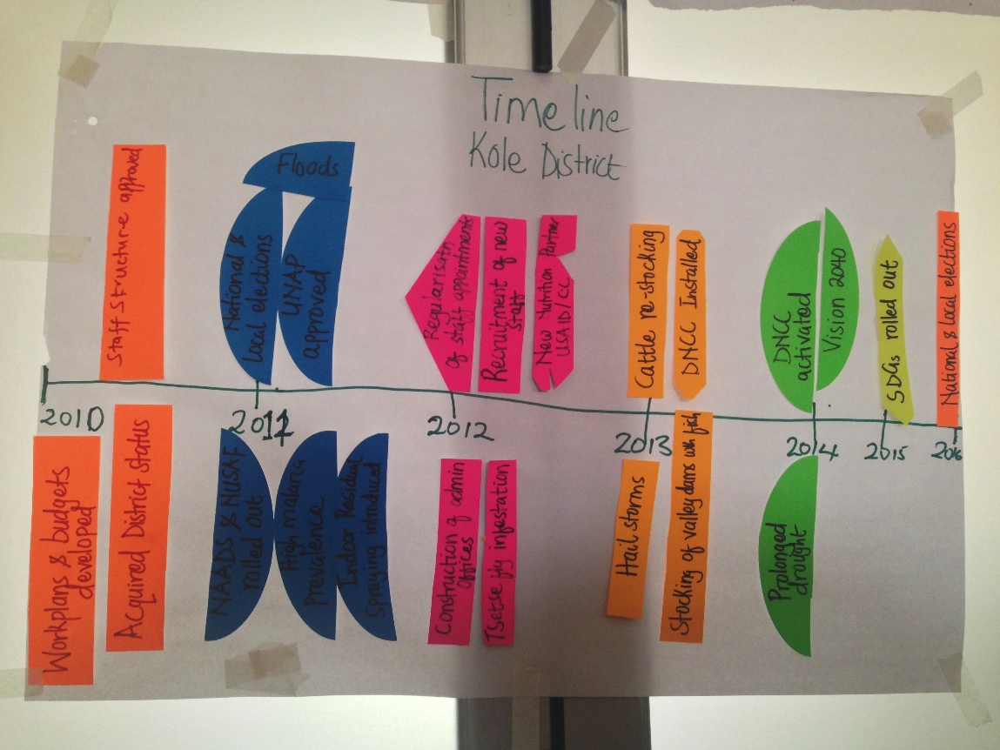 Timeline
Kole District
Staff Structure approved
Floods
National &
Local elections
UNAP
approved
Regularisatn
of staff appointments
Recruitment of new
Staff
New Nutrition Partner
USAID/CC
Cattle re-stocking
DNCC Installed
DNCC
activated
Vision 2040
SDGs rolled out
National & local elections
2010
2011
2012
2013
2014
2015
2016
Workplans & budgets
developed
Acquired District status
NAADS & NUSAF
rolled out
High malaria
Prevalence
Indoor Residual
Spraying introduced
Construction of admin
Offices
TSetse fly infestation
Hail storms
Stocking of valley dams with fish
Prolonged
drought